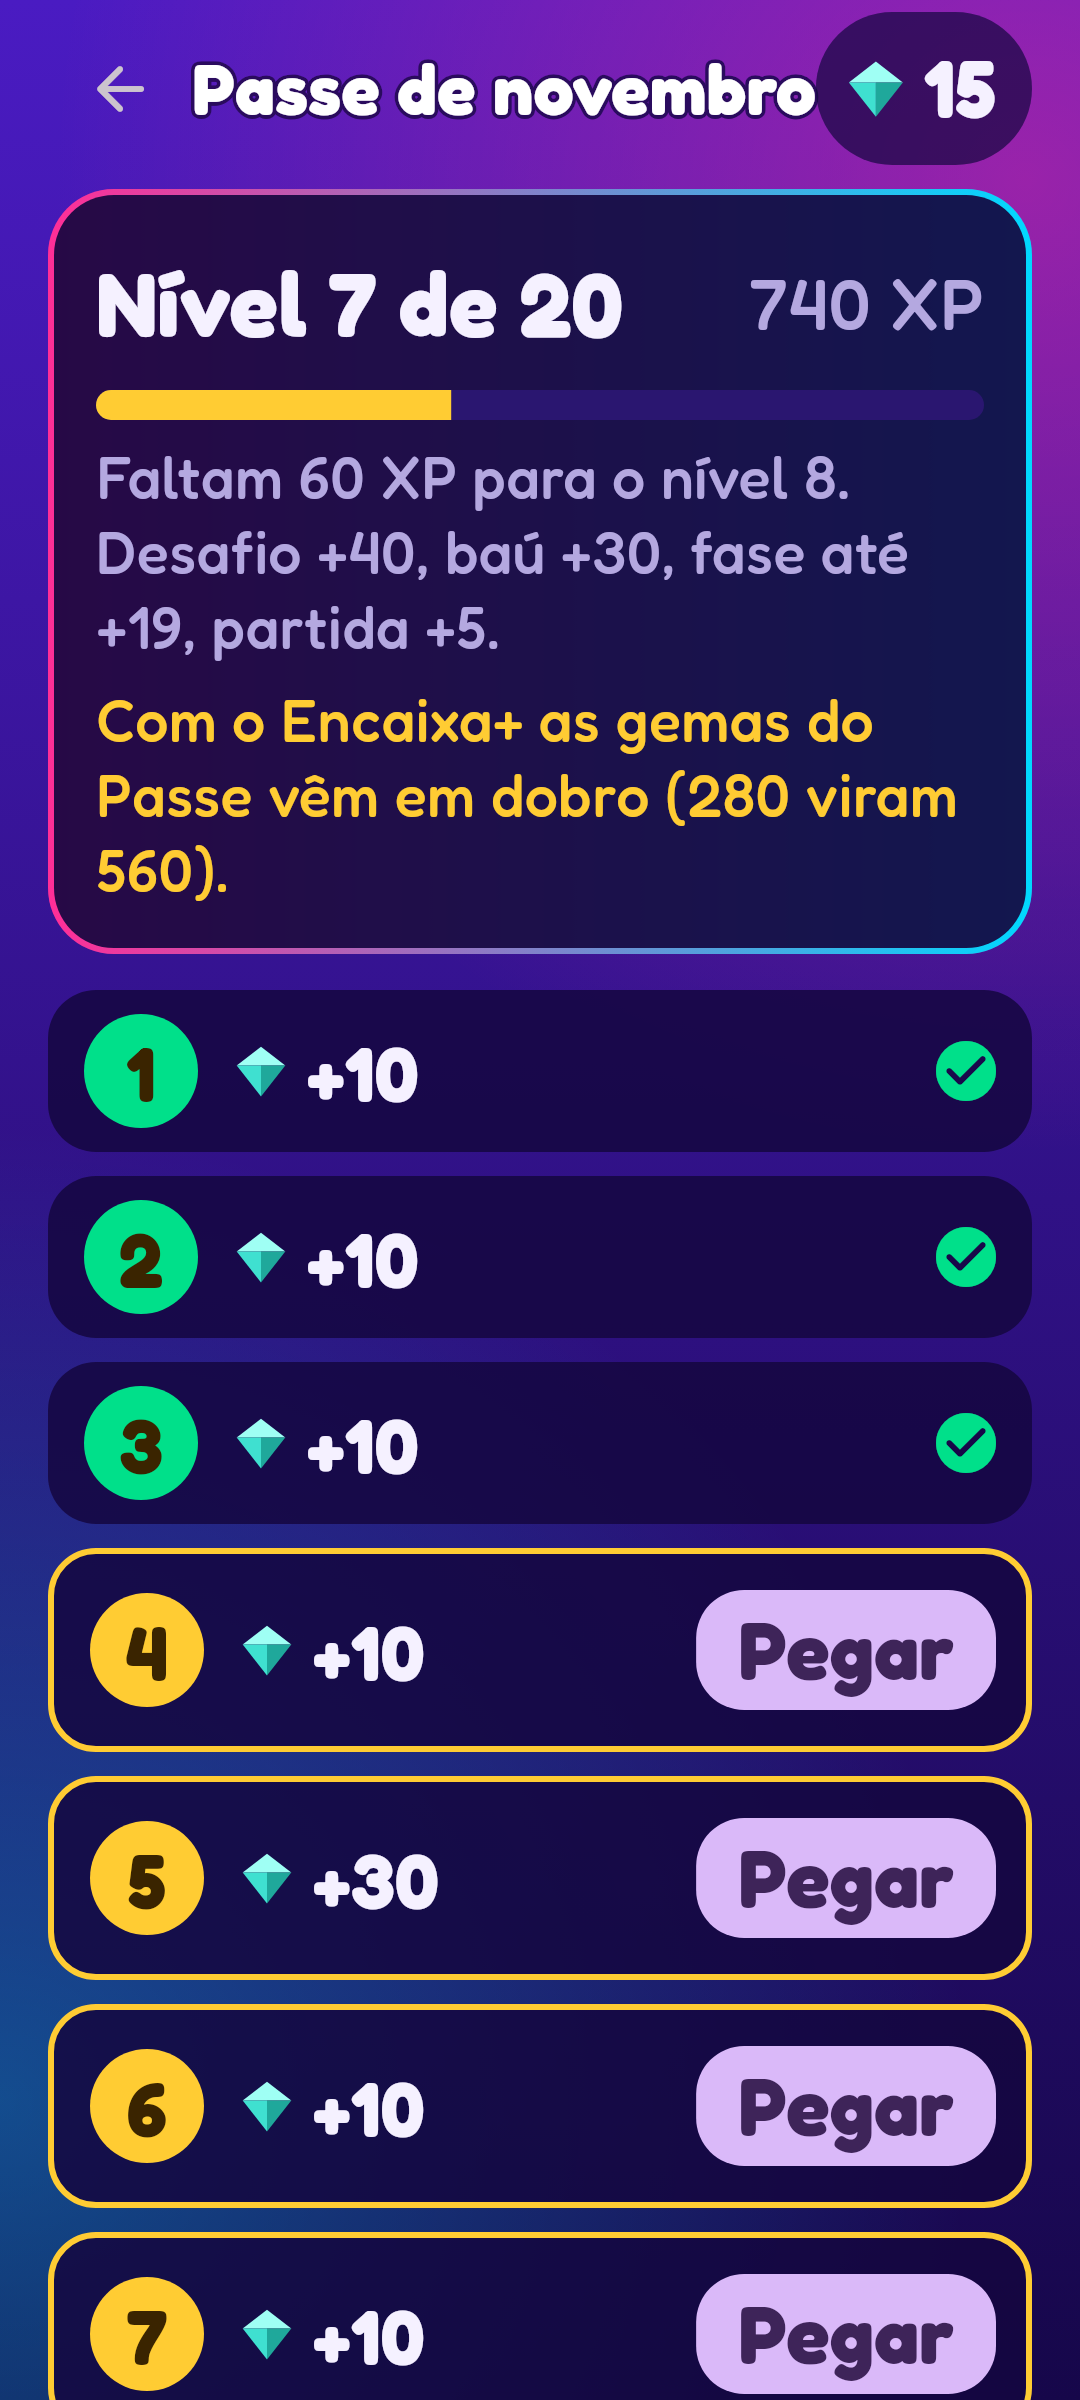 Passe de novembro
15
Nível 7 de 20
740 XP
Faltam 60 XP para o nível 8.
Desafio +40, baú +30, fase até
+19, partida +5.
Com o Encaixa+ as gemas do
Passe vêm em dobro (280 viram
560).
1 +10
2 +10
3 +10
4 +10 Pegar
5 +30 Pegar
6 +10 Pegar
7 +10 Pegar